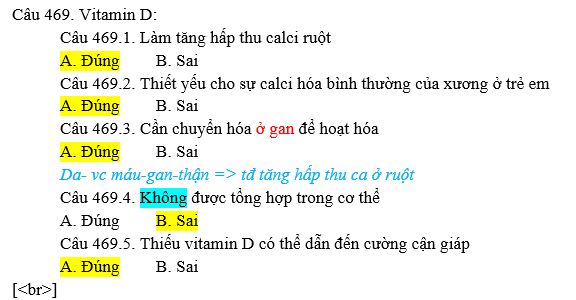 Câu 469. Vitamin D:
Câu 469.1. Làm tăng hấp thu calci ruột
A. Đúng B. Sai
Câu 469.2. Thiết yếu cho sự calci hóa bình thường của xương ở trẻ em
A. Đúng B. Sai
Câu 469.3. Cần chuyển hóa ở gan để hoạt hóa
A. Đúng B. Sai
Da- vc máu-gan-thận => tđ tăng hấp thu ca ở ruột
Câu 469.4. Không được tổng hợp trong cơ thể
A. Đúng B. Sai
Câu 469.5. Thiếu vitamin D có thể dẫn đến cường cận giáp
A. Đúng B. Sai
[<br>]